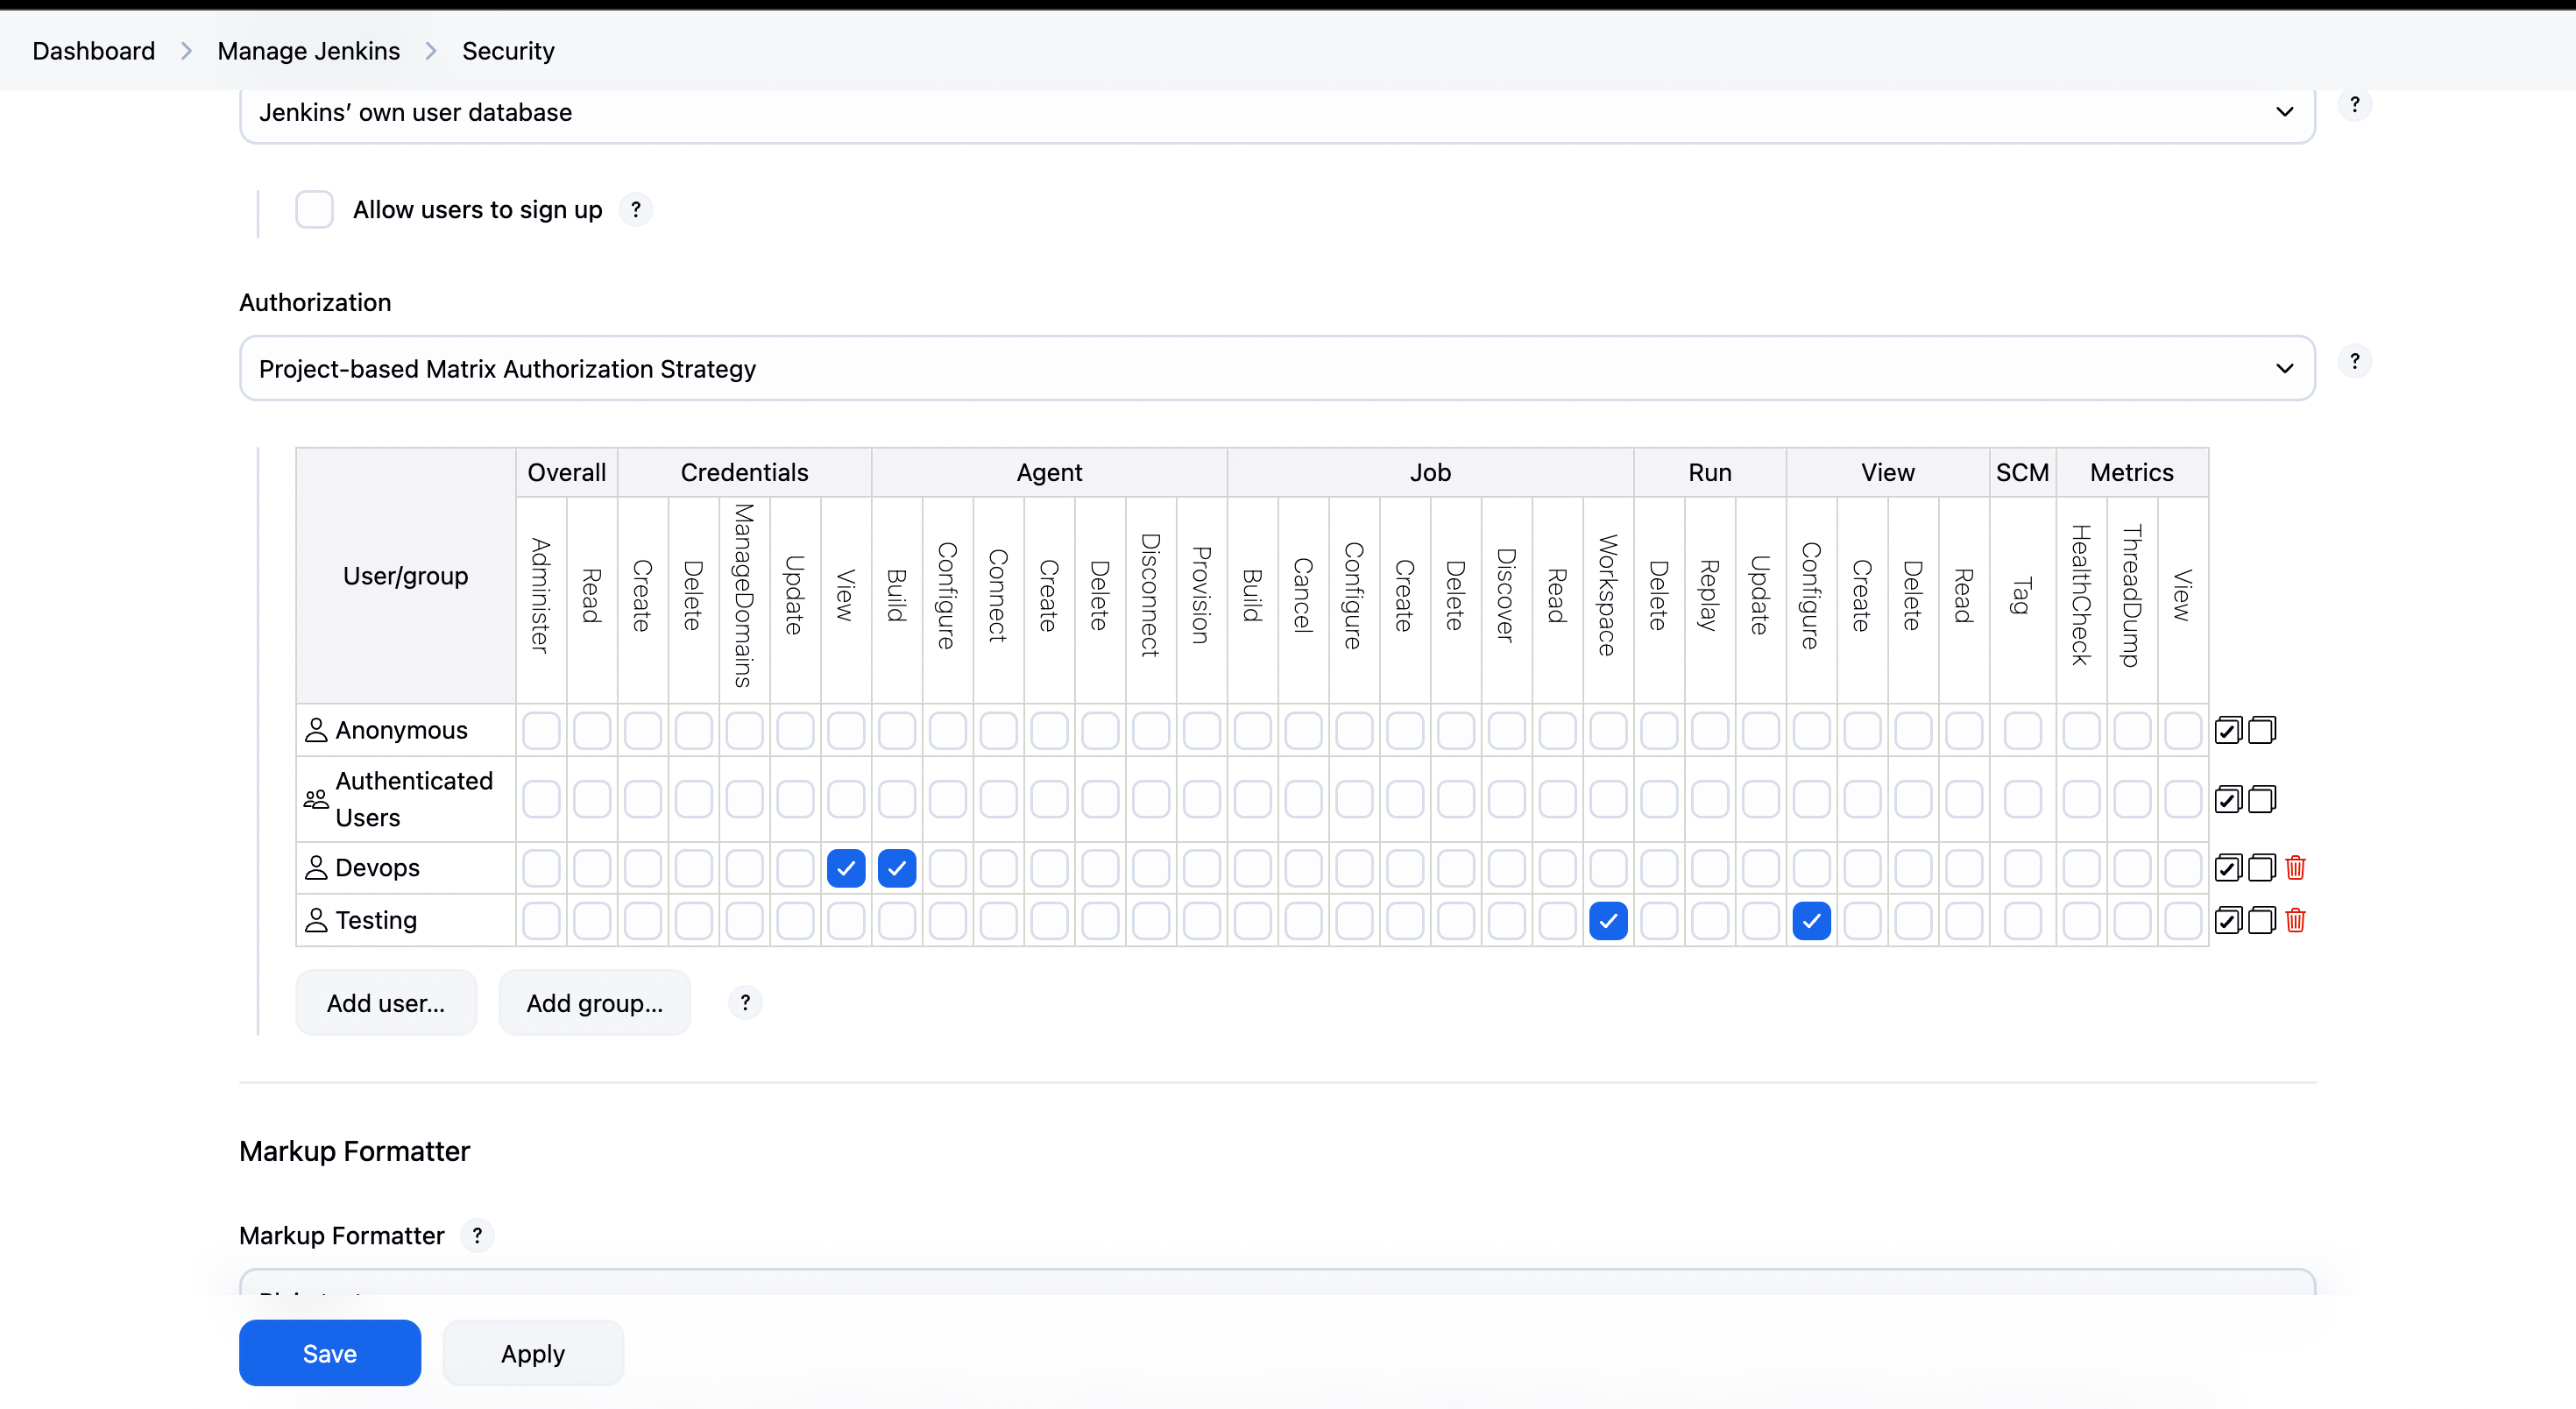 Dashboard > Manage Jenkins > Security
Jenkins’ own user database
?
Allow users to sign up ?
Authorization
Project-based Matrix Authorization Strategy
?
User/group
Overall Credentials Agent Job Run View SCM Metrics
Administer Read Create Delete ManageDomains Update View Build Configure Connect Create Delete Disconnect Provision Build Cancel Configure Create Delete Discover Read Workspace Delete Replay Update Configure Create Delete Read Tag HealthCheck ThreadDump View
Anonymous
Authenticated
Users
Devops
Testing
Add user... Add group... ?
Markup Formatter
Markup Formatter ?
Save Apply